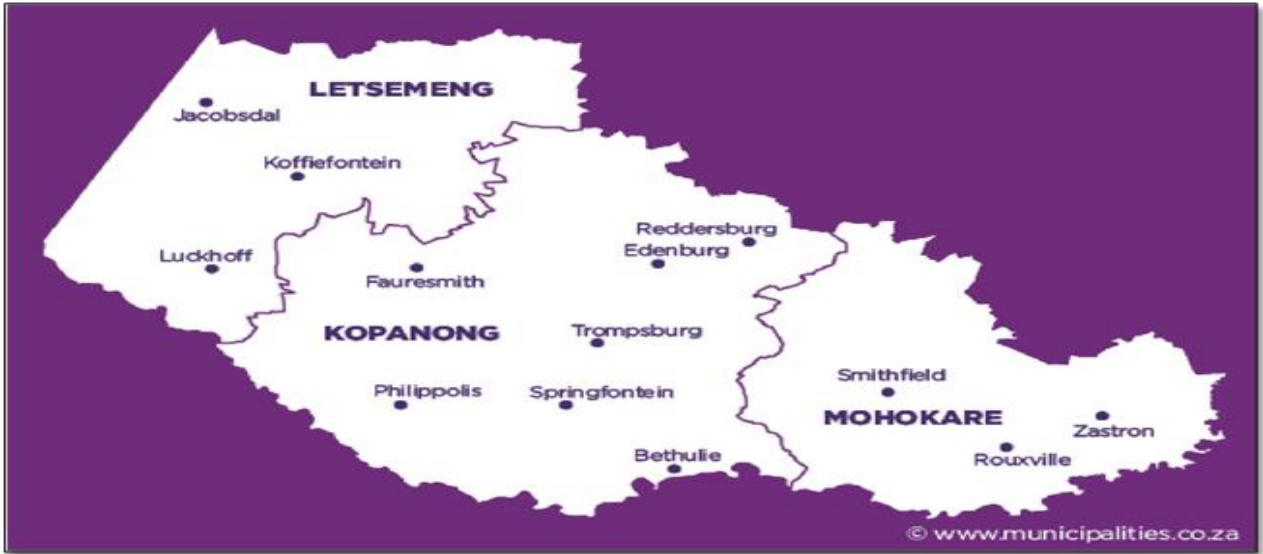 LETSEMENG
Jacobsdal
Koffiefontein
Luckhoff
Reddersburg
Edenburg
Fauresmith
KOPANONG
Trompsburg
Philippolis
Springfontein
Bethulie
Smithfield
MOHOKARE
Zastron
Rouxville
© www.municipalities.co.za